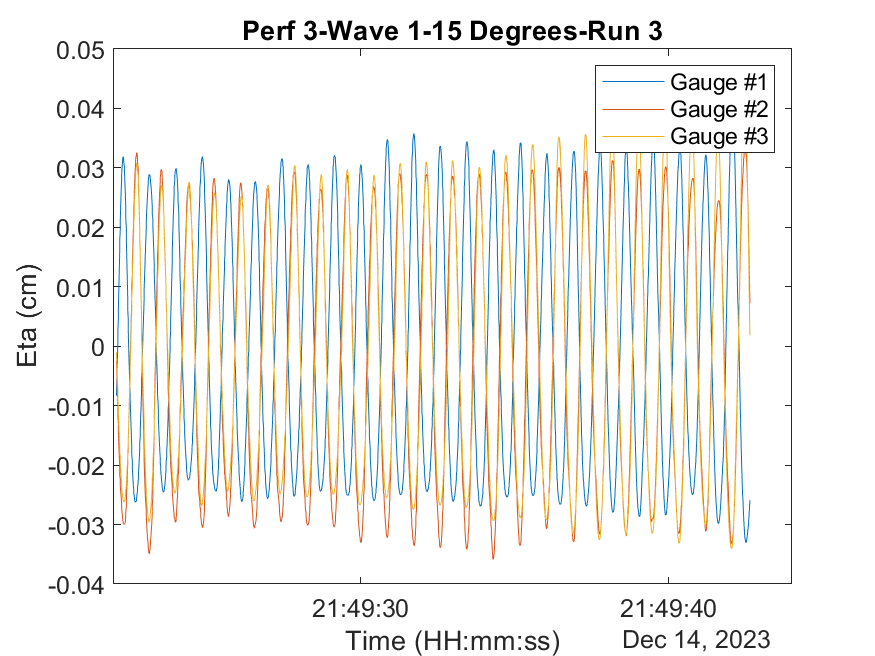 Perf 3-Wave 1-15 Degrees-Run 3
0.05
0.04
0.03
0.02
0.01
0
-0.01
-0.02
-0.03
-0.04
Eta (cm)
Gauge #1
Gauge #2
Gauge #3
21:49:30
21:49:40
Time (HH:mm:ss)
Dec 14, 2023